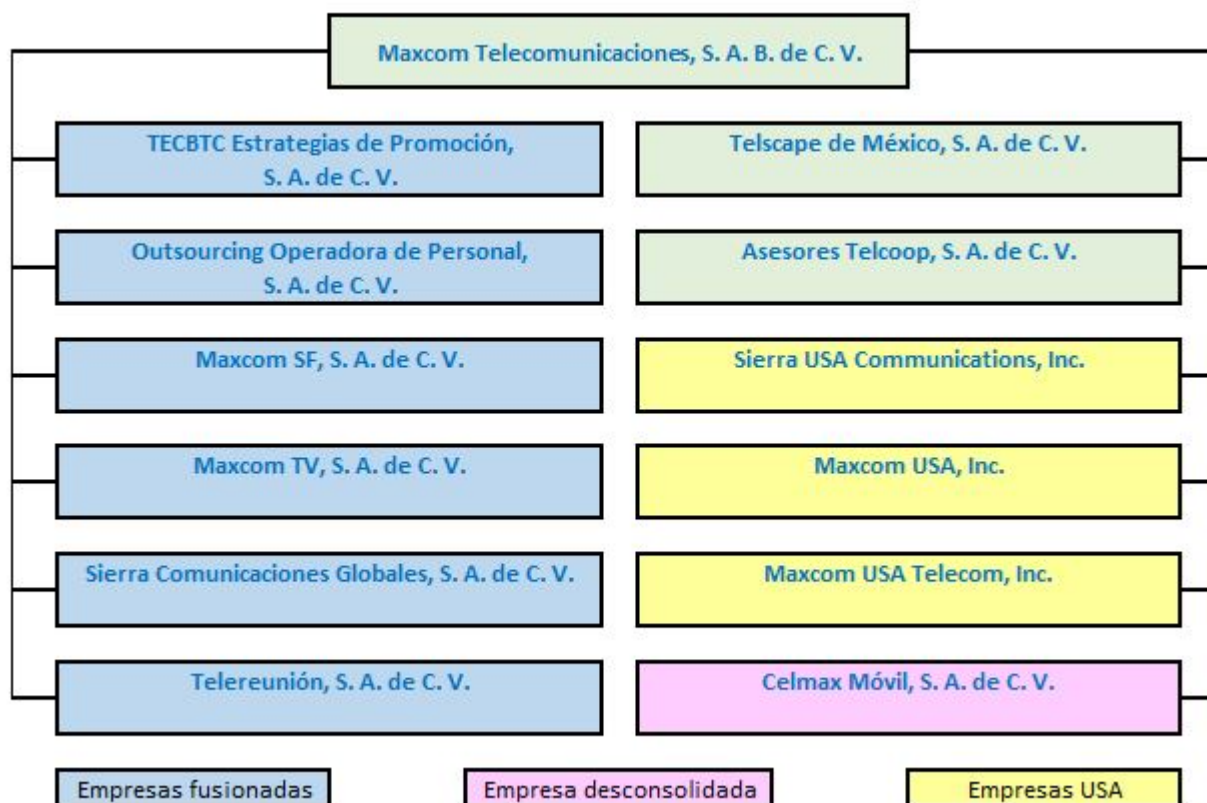 Maxcom Telecomunicaciones, S. A. B. de C. V.
TECBTC Estrategias de Promoción,
S. A. de C. V.
Telscape de México, S. A. de C. V.
Outsourcing Operadora de Personal,
S. A. de C. V.
Asesores Telcoop, S. A. de C. V.
Maxcom SF, S. A. de C. V.
Sierra USA Communications, Inc.
Maxcom TV, S. A. de C. V.
Maxcom USA, Inc.
Sierra Comunicaciones Globales, S. A. de C. V.
Maxcom USA Telecom, Inc.
Telereunión, S. A. de C. V.
Celmax Móvil, S. A. de C. V.
Empresas fusionadas
Empresa desconsolidada
Empresas USA